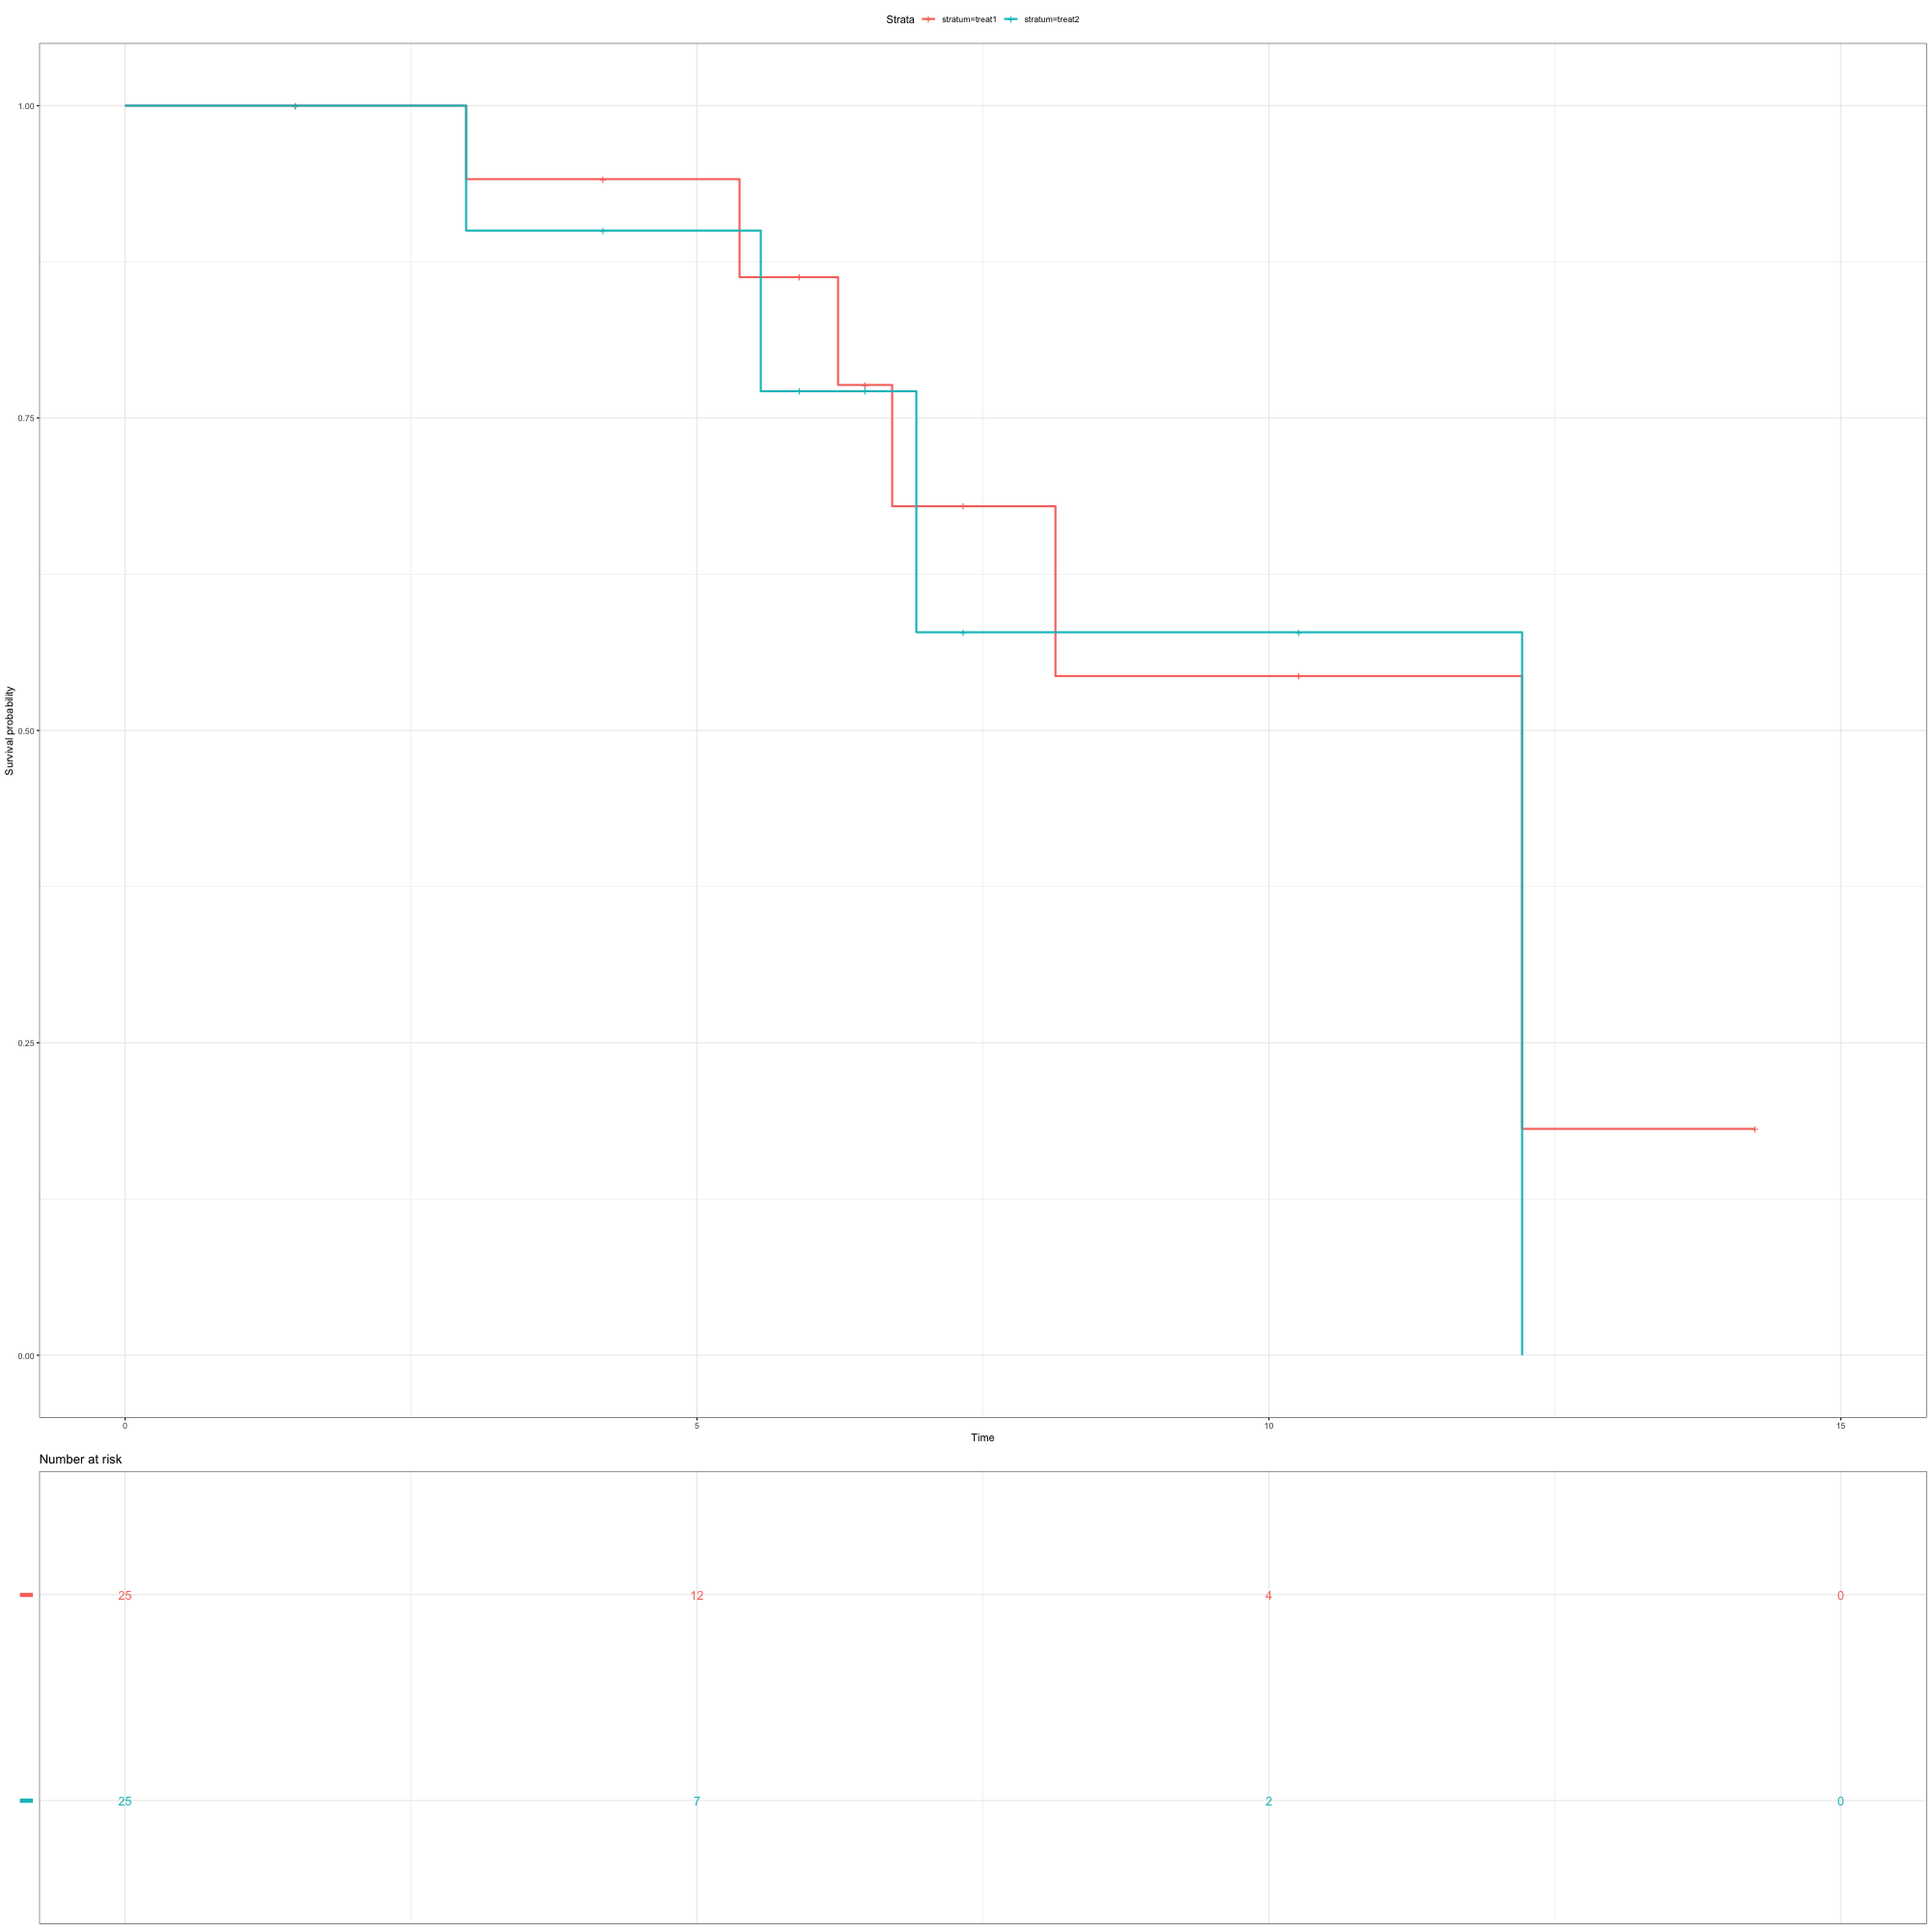 Strata stratum=treat1 stratum=treat2
1.00
0.75
0.50
0.25
0.00
Survival probability
0 5 10 15
Time
Number at risk
25 12 4 0
25 7 2 0